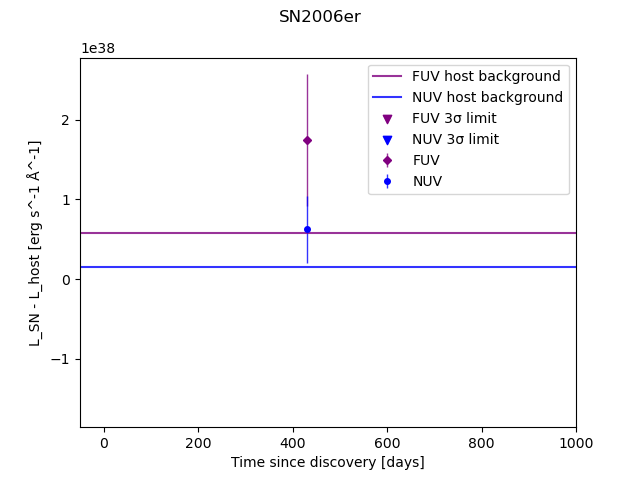 SN2006er
1e38
FUV host background
NUV host background
FUV 3σ limit
NUV 3σ limit
FUV
NUV
2
1
0
−1
L_SN - L_host [erg s^-1 Å^-1]
0 200 400 600 800 1000
Time since discovery [days]